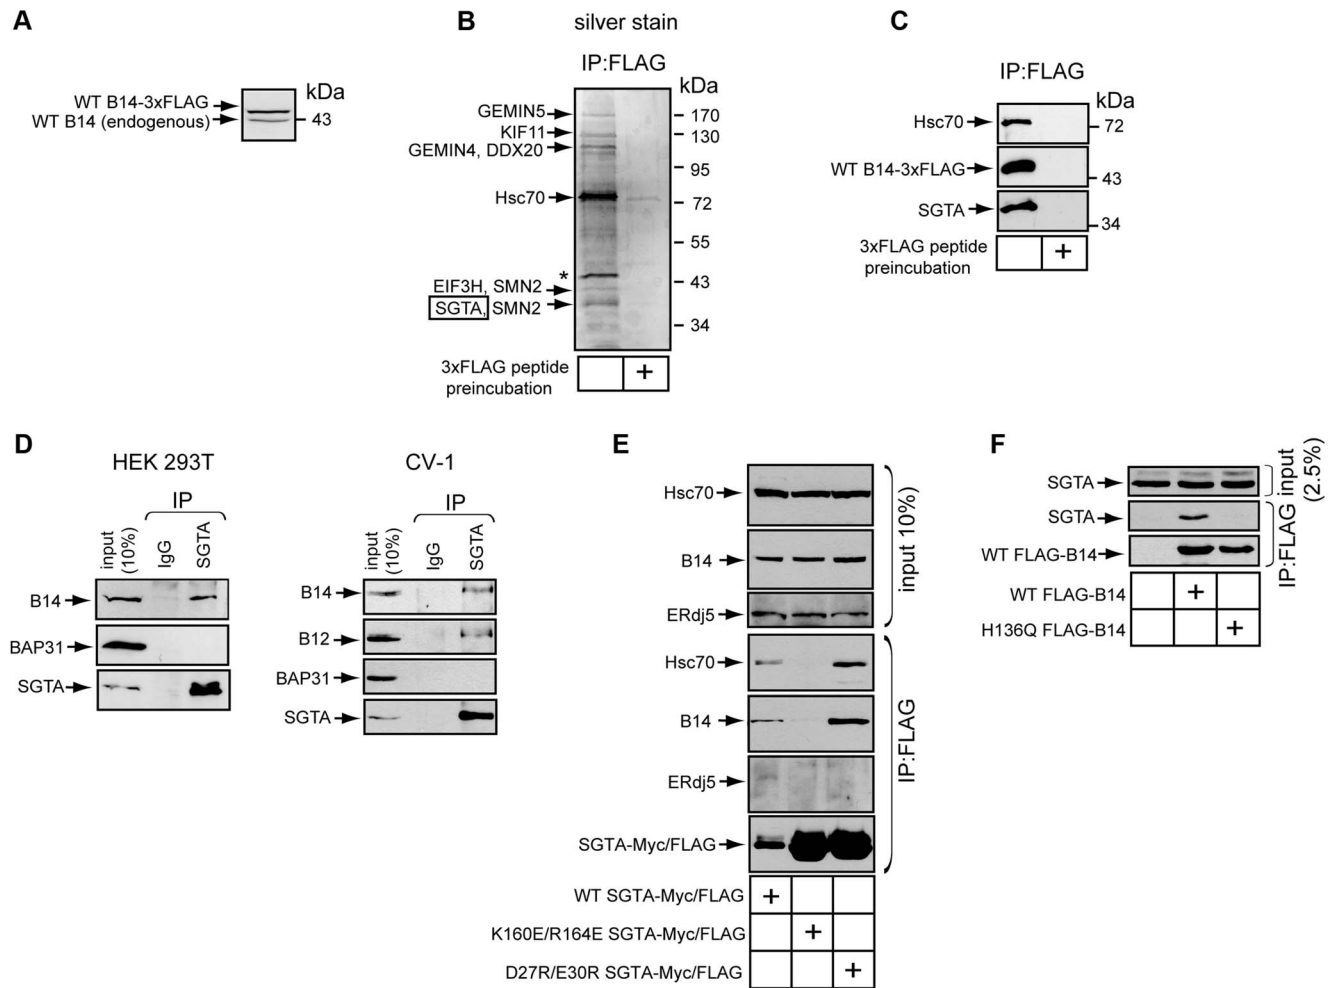 A
WT B14-3xFLAG
WT B14 (endogenous)
kDa
43
B
silver stain
IP:FLAG
kDa
GEMIN5
170
KIF11
130
GEMIN4, DDX20
95
Hsc70
72
55
*
43
EIF3H, SMN2
SGTA, SMN2
34
3xFLAG peptide
preincubation
+
C
IP:FLAG
kDa
Hsc70
72
WT B14-3xFLAG
43
SGTA
34
3xFLAG peptide
preincubation
+
D
HEK 293T
IP
input
(10%)
IgG
SGTA
B14
BAP31
SGTA
CV-1
IP
input
(10%)
IgG
SGTA
B14
B12
BAP31
SGTA
E
Hsc70
B14
ERdj5
input 10%)
Hsc70
B14
ERdj5
SGTA-Myc/FLAG
IP:FLAG
WT SGTA-Myc/FLAG
+
K160E/R164E SGTA-Myc/FLAG
+
D27R/E30R SGTA-Myc/FLAG
+
F
SGTA
input
(2.5%)
SGTA
WT FLAG-B14
IP:FLAG
WT FLAG-B14
+
H136Q FLAG-B14
+